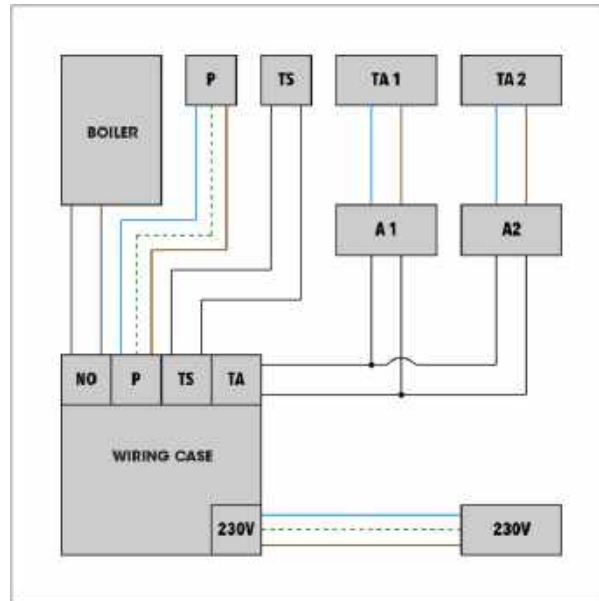 P
TS
TA 1
TA 2
BOILER
A 1
A2
NO
P
TS
TA
WIRING CASE
230V
230V